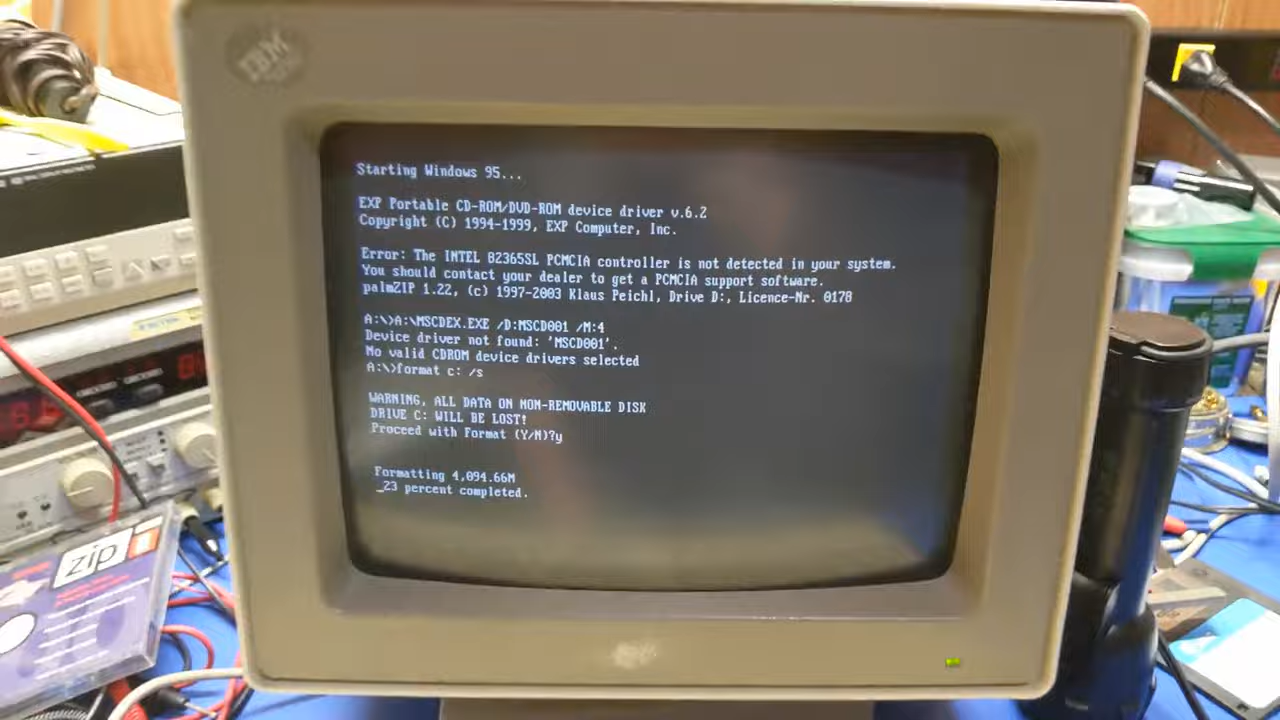 IBM
Starting Windows 95...
EXP Portable CD-ROM/DVD-ROM device driver v.6.2
Copyright (C) 1994-1999, EXP Computer, Inc.
Error: The INTEL 82365SL PCMCIA controller is not detected in your system.
You should contact your dealer to get a PCMCIA support software.
palmZIP 1.22, (c) 1997-2003 Klaus Peichl, Drive D:, Licence-Nr. 0178
A:\>A:\MSCDEX.EXE /D:MSCD001 /M:4
Device driver not found: 'MSCD001'.
No valid CDROM device drivers selected
A:\>format c: /s
WARNING, ALL DATA ON NON-REMOVABLE DISK
DRIVE C: WILL BE LOST!
Proceed with Format (Y/N)?y
Formatting 4,094.66M
_23 percent completed.
zip